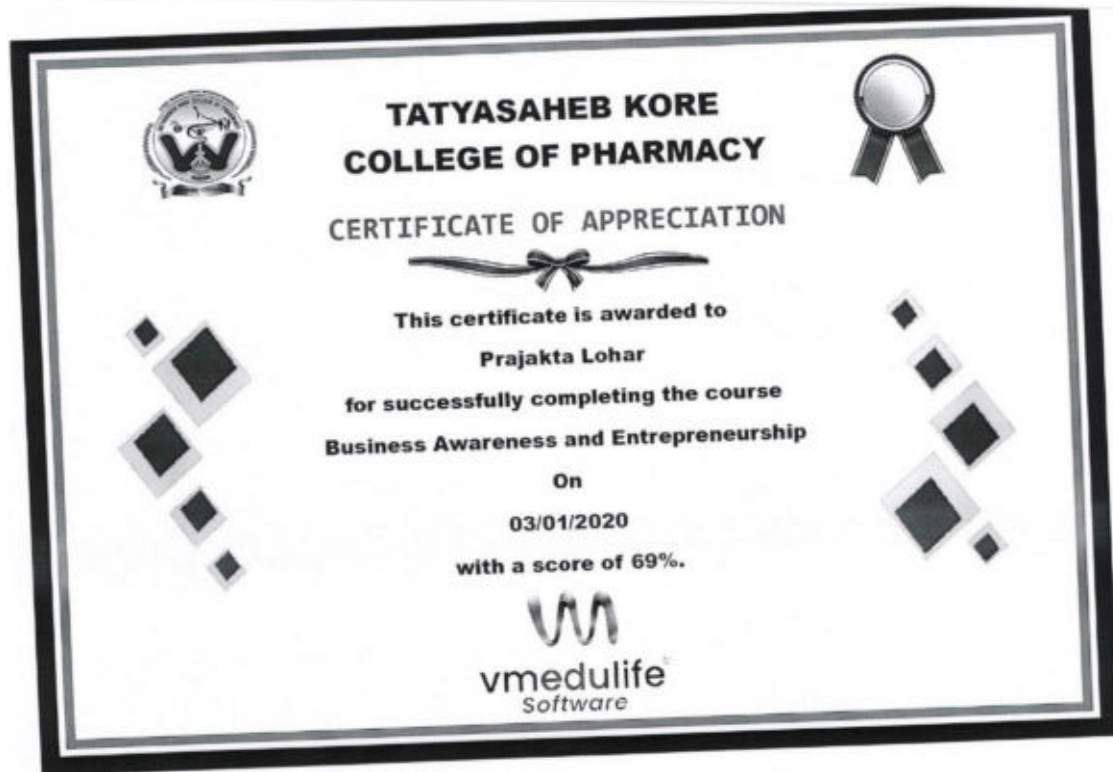 TATYASAHEB KORE
COLLEGE OF PHARMACY
CERTIFICATE OF APPRECIATION
This certificate is awarded to
Prajakta Lohar
for successfully completing the course
Business Awareness and Entrepreneurship
On
03/01/2020
with a score of 69%.
vmedulife
Software